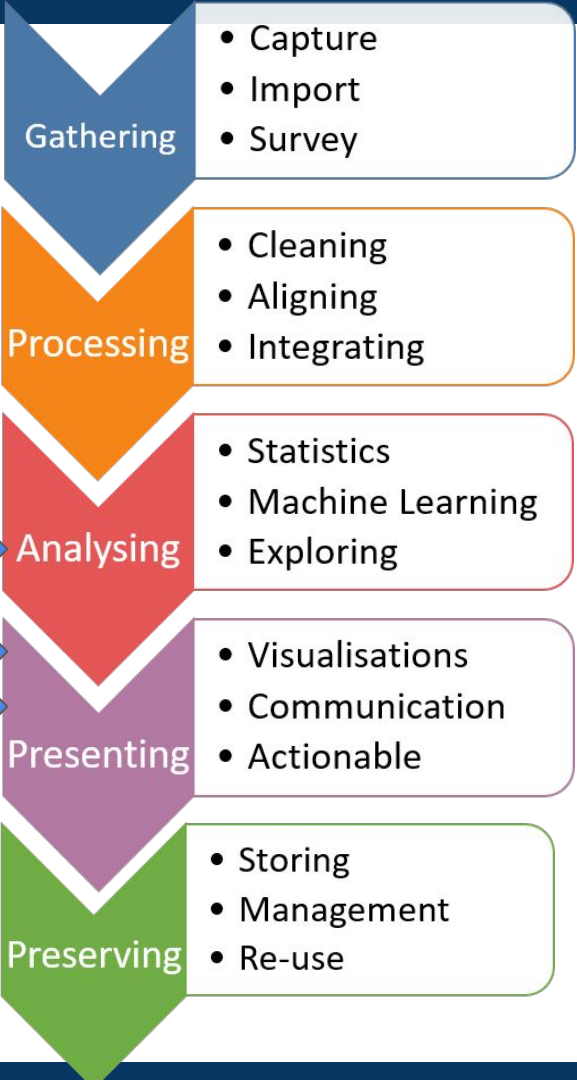 Gathering
• Capture
• Import
• Survey
Processing
• Cleaning
• Aligning
• Integrating
Analysing
• Statistics
• Machine Learning
• Exploring
Presenting
• Visualisations
• Communication
• Actionable
Preserving
• Storing
• Management
• Re-use